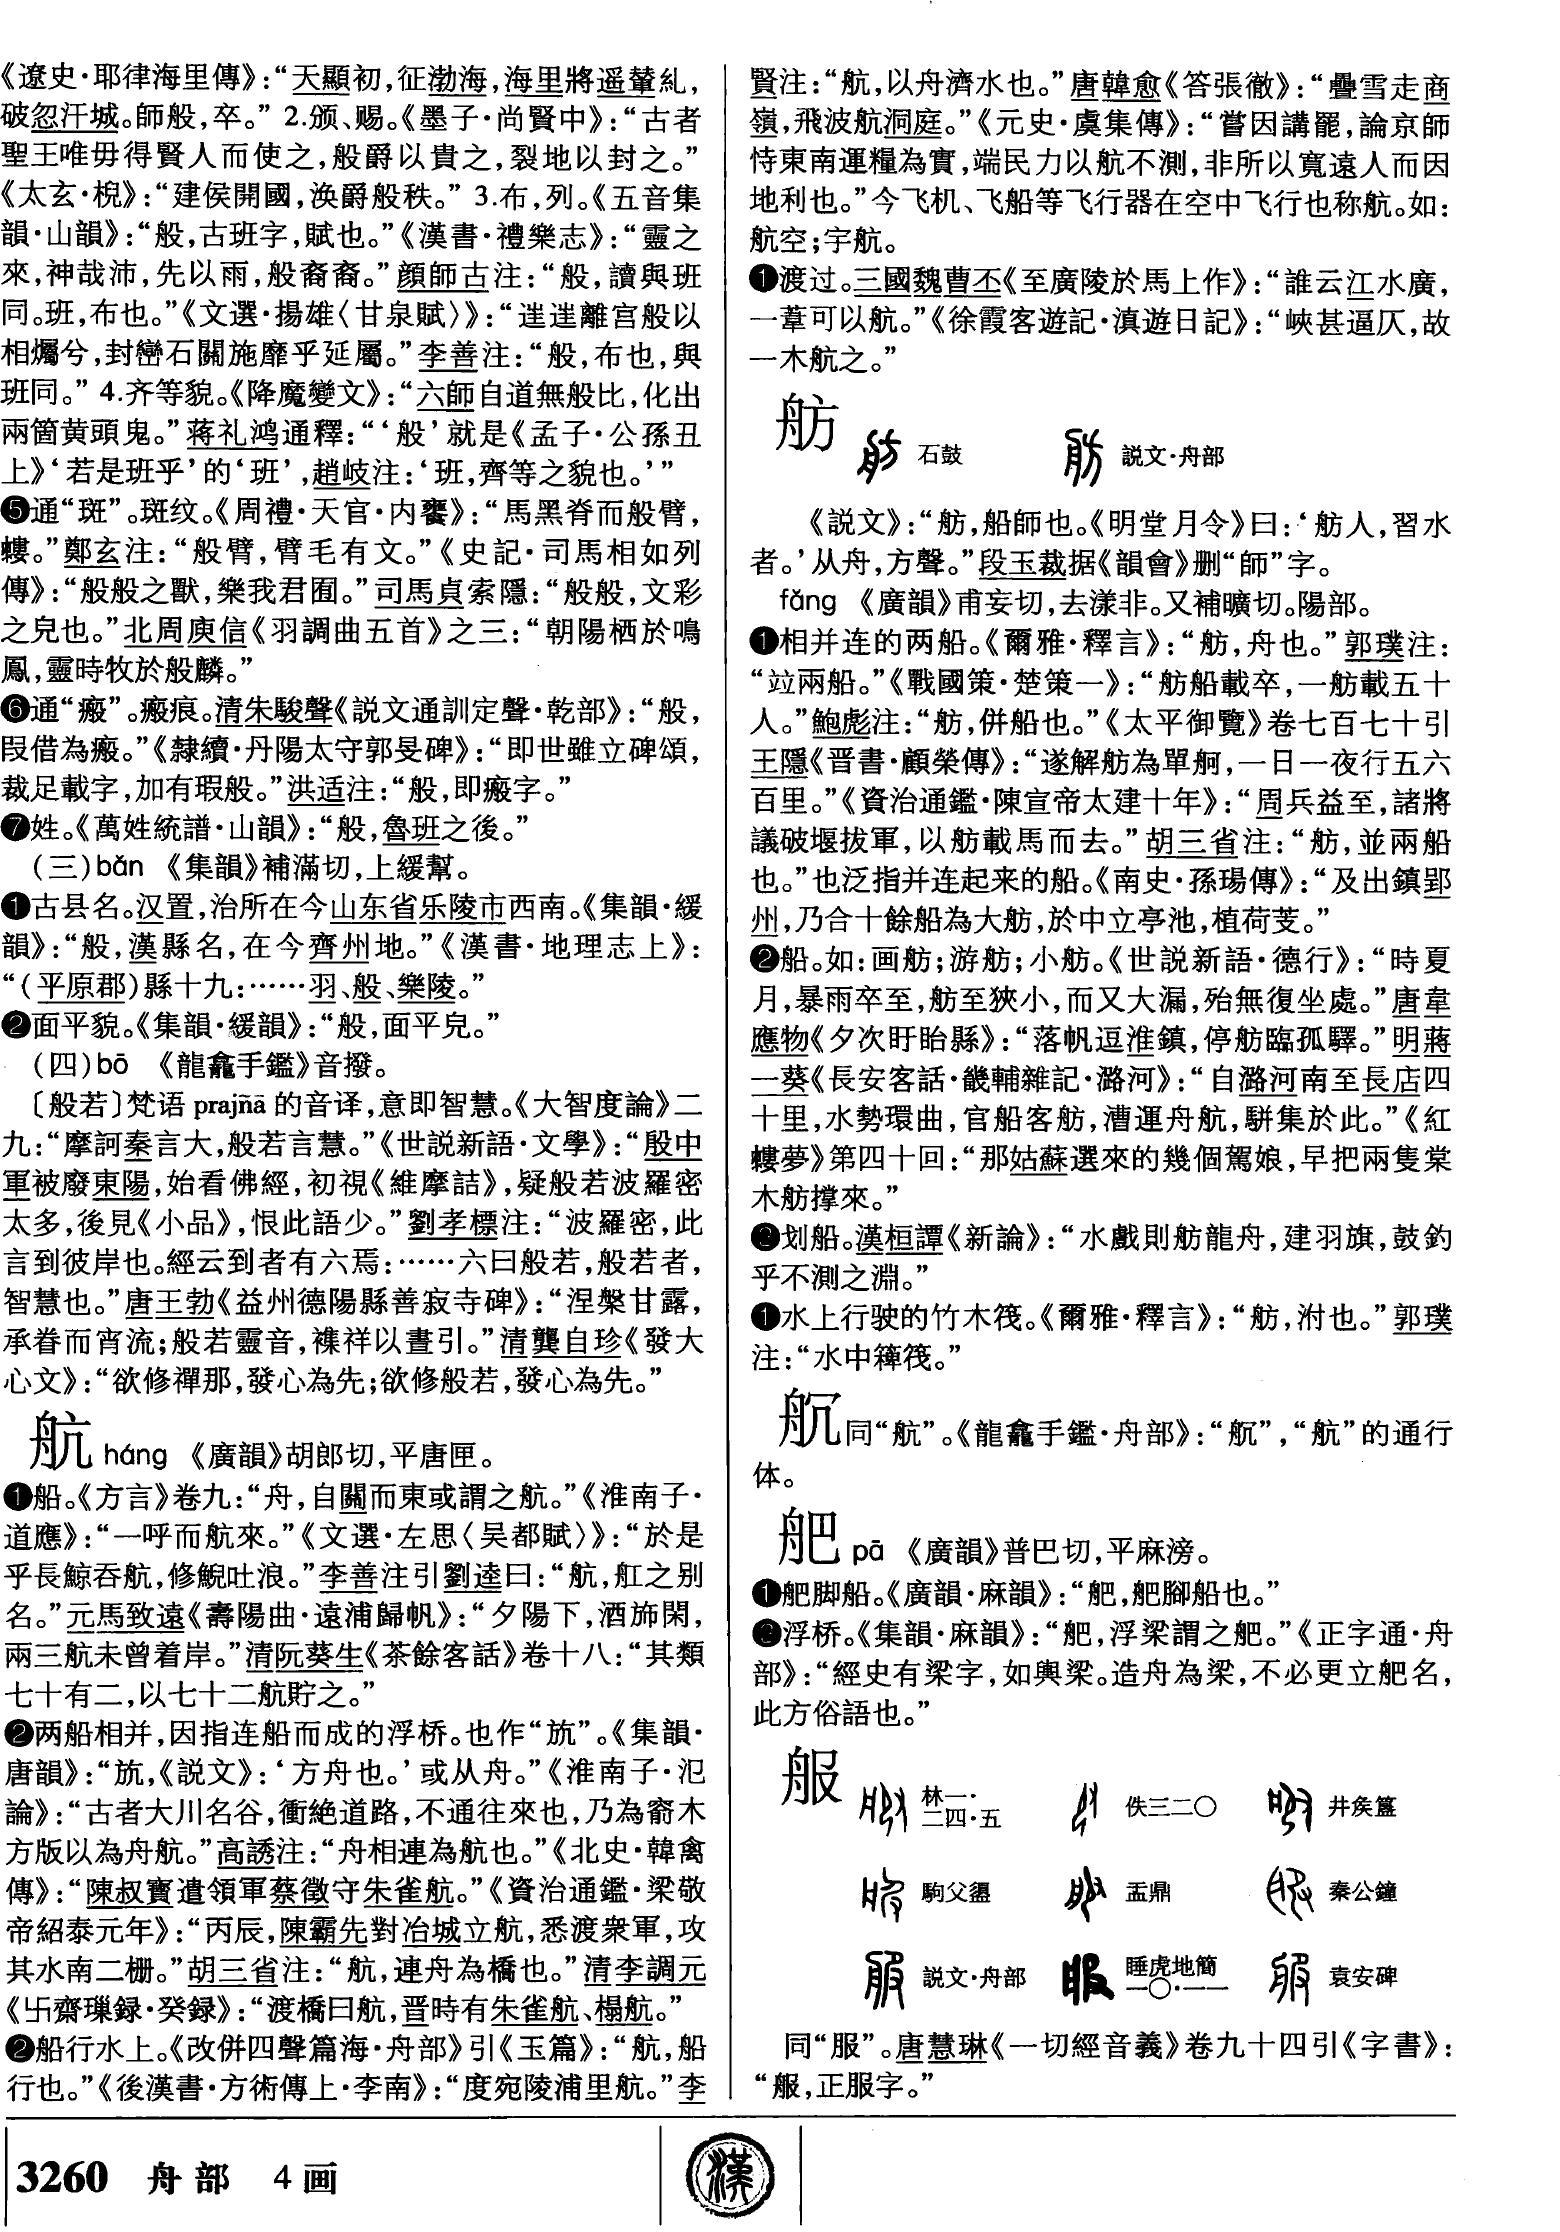 《遼史·耶律海里傳》：“天顯初，征渤海，海里將遥輦糺，
破忽汗城。師般，卒。” 2.颁、赐。《墨子·尚賢中》：“古者
聖王唯毋得賢人而使之，般爵以貴之，裂地以封之。”
《太玄·棿》：“建侯開國，涣爵般秩。” 3.布，列。《五音集
韻·山韻》：“般，古班字，賦也。”《漢書·禮樂志》：“靈之
來，神哉沛，先以雨，般裔裔。”顔師古注：“般，讀與班
同。班，布也。”《文選·揚雄〈甘泉賦〉》：“迣迣離宫般以
相爥兮，封巒石關施靡乎延屬。”李善注：“般，布也，與
班同。” 4.齐等貌。《降魔變文》：“六師自道無般比，化出
兩箇黄頭鬼。”蒋礼鸿通釋：“‘般’就是《孟子·公孫丑
上》‘若是班乎’的‘班’，趙岐注：‘班，齊等之貌也。’”
❺通“斑”。斑纹。《周禮·天官·内饔》：“馬黑脊而般臂，
螻。”鄭玄注：“般臂，臂毛有文。”《史記·司馬相如列
傳》：“般般之獸，樂我君囿。”司馬貞索隱：“般般，文彩
之皃也。”北周庾信《羽調曲五首》之三：“朝陽栖於鳴
鳳，靈時牧於般麟。”
❻通“瘢”。瘢痕。清朱駿聲《説文通訓定聲·乾部》：“般，
叚借為瘢。”《隸續·丹陽太守郭旻碑》：“即世雖立碑頌，
裁足載字，加有瑕般。”洪适注：“般，即瘢字。”
❼姓。《萬姓統譜·山韻》：“般，魯班之後。”
（三）bǎn 《集韻》補滿切，上緩幫。
❶古县名。汉置，治所在今山东省乐陵市西南。《集韻·緩
韻》：“般，漢縣名，在今齊州地。”《漢書·地理志上》：
“（平原郡）縣十九：……羽、般、樂陵。”
❷面平貌。《集韻·緩韻》：“般，面平皃。”
（四）bō 《龍龕手鑑》音撥。
〔般若〕梵语 prajñā 的音译，意即智慧。《大智度論》二
九：“摩訶秦言大，般若言慧。”《世説新語·文學》：“殷中
軍被廢東陽，始看佛經，初視《維摩詰》，疑般若波羅密
太多，後見《小品》，恨此語少。”劉孝標注：“波羅密，此
言到彼岸也。經云到者有六焉：……六曰般若，般若者，
智慧也。”唐王勃《益州德陽縣善寂寺碑》：“涅槃甘露，
承眷而宵流；般若靈音，襍祥以晝引。”清龔自珍《發大
心文》：“欲修禪那，發心為先；欲修般若，發心為先。”
航 háng 《廣韻》胡郎切，平唐匣。
❶船。《方言》卷九：“舟，自關而東或謂之航。”《淮南子·
道應》：“一呼而航來。”《文選·左思〈吴都賦〉》：“於是
乎長鯨吞航，修鯢吐浪。”李善注引劉逵曰：“航，舡之别
名。”元馬致遠《壽陽曲·遠浦歸帆》：“夕陽下，酒斾閑，
兩三航未曾着岸。”清阮葵生《茶餘客話》卷十八：“其類
七十有二，以七十二航貯之。”
❷两船相并，因指连船而成的浮桥。也作“斻”。《集韻·
唐韻》：“斻，《説文》：‘方舟也。’或从舟。”《淮南子·氾
論》：“古者大川名谷，衝絶道路，不通往來也，乃為窬木
方版以為舟航。”高誘注：“舟相連為航也。”《北史·韓禽
傳》：“陳叔寶遣領軍蔡徵守朱雀航。”《資治通鑑·梁敬
帝紹泰元年》：“丙辰，陳霸先對冶城立航，悉渡衆軍，攻
其水南二栅。”胡三省注：“航，連舟為橋也。”清李調元
《卐齋璅録·癸録》：“渡橋曰航，晋時有朱雀航、榻航。”
❷船行水上。《改併四聲篇海·舟部》引《玉篇》：“航，船
行也。”《後漢書·方術傳上·李南》：“度宛陵浦里航。”李
賢注：“航，以舟濟水也。”唐韓愈《答張徹》：“疊雪走商
嶺，飛波航洞庭。”《元史·虞集傳》：“嘗因講罷，論京師
恃東南運糧為實，竭民力以航不測，非所以寬遠人而因
地利也。”今飞机、飞船等飞行器在空中飞行也称航。如：
航空；宇航。
❶渡过。三國魏曹丕《至廣陵於馬上作》：“誰云江水廣，
一葦可以航。”《徐霞客遊記·滇遊日記》：“峽甚逼仄，故
一木航之。”
舫 石鼓 説文·舟部
《説文》：“舫，船師也。《明堂月令》曰：‘舫人，習水
者。’从舟，方聲。”段玉裁据《韻會》删“師”字。
fǎng 《廣韻》甫妄切，去漾非。又補曠切。陽部。
❶相并连的两船。《爾雅·釋言》：“舫，舟也。”郭璞注：
“竝兩船。”《戰國策·楚策一》：“舫船載卒，一舫載五十
人。”鮑彪注：“舫，併船也。”《太平御覽》卷七百七十引
王隱《晋書·顧榮傳》：“遂解舫為單舸，一日一夜行五六
百里。”《資治通鑑·陳宣帝太建十年》：“周兵益至，諸將
議破堰拔軍，以舫載馬而去。”胡三省注：“舫，並兩船
也。”也泛指并连起来的船。《南史·孫瑒傳》：“及出鎮郢
州，乃合十餘船為大舫，於中立亭池，植荷芰。”
❷船。如：画舫；游舫；小舫。《世説新語·德行》：“時夏
月，暴雨卒至，舫至狹小，而又大漏，殆無復坐處。”唐韋
應物《夕次盱眙縣》：“落帆逗淮鎮，停舫臨孤驛。”明蔣
一葵《長安客話·畿輔雜記·潞河》：“自潞河南至長店四
十里，水勢環曲，官船客舫，漕運舟航，駢集於此。”《紅
樓夢》第四十回：“那姑蘇選來的幾個駕娘，早把兩隻棠
木舫撑來。”
❸划船。漢桓譚《新論》：“水戲則舫龍舟，建羽旗，鼓釣
乎不測之淵。”
❶水上行驶的竹木筏。《爾雅·釋言》：“舫，泭也。”郭璞
注：“水中箄筏。”
舧同“航”。《龍龕手鑑·舟部》：“舧”，“航”的通行
体。
舥 pā 《廣韻》普巴切，平麻滂。
❶舥脚船。《廣韻·麻韻》：“舥，舥腳船也。”
❷浮桥。《集韻·麻韻》：“舥，浮梁謂之舥。”《正字通·舟
部》：“經史有梁字，如輿梁。造舟為梁，不必更立舥名，
此方俗語也。”
舨 林一·二四·五 佚三二〇 井矦簋
駒父盨 盂鼎 秦公鐘
説文·舟部 睡虎地簡一〇·一一 袁安碑
同“服”。唐慧琳《一切經音義》卷九十四引《字書》：
“𦨕，正服字。”
3260 舟部 4画
漢